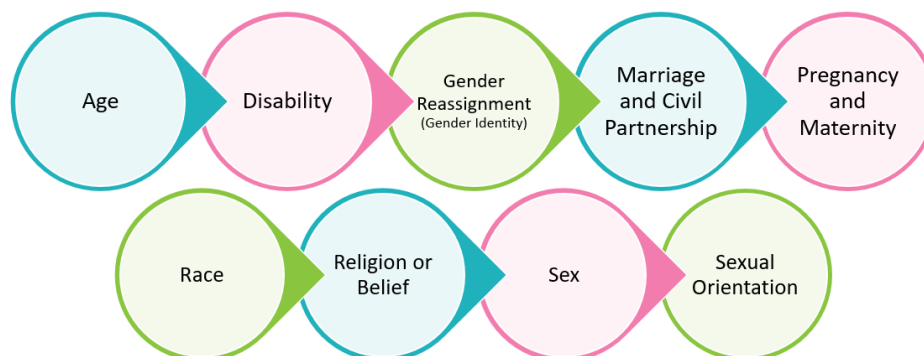 Age
Disability
Gender
Reassignment
(Gender Identity)
Marriage
and Civil
Partnership
Pregnancy
and
Maternity
Race
Religion or
Belief
Sex
Sexual
Orientation